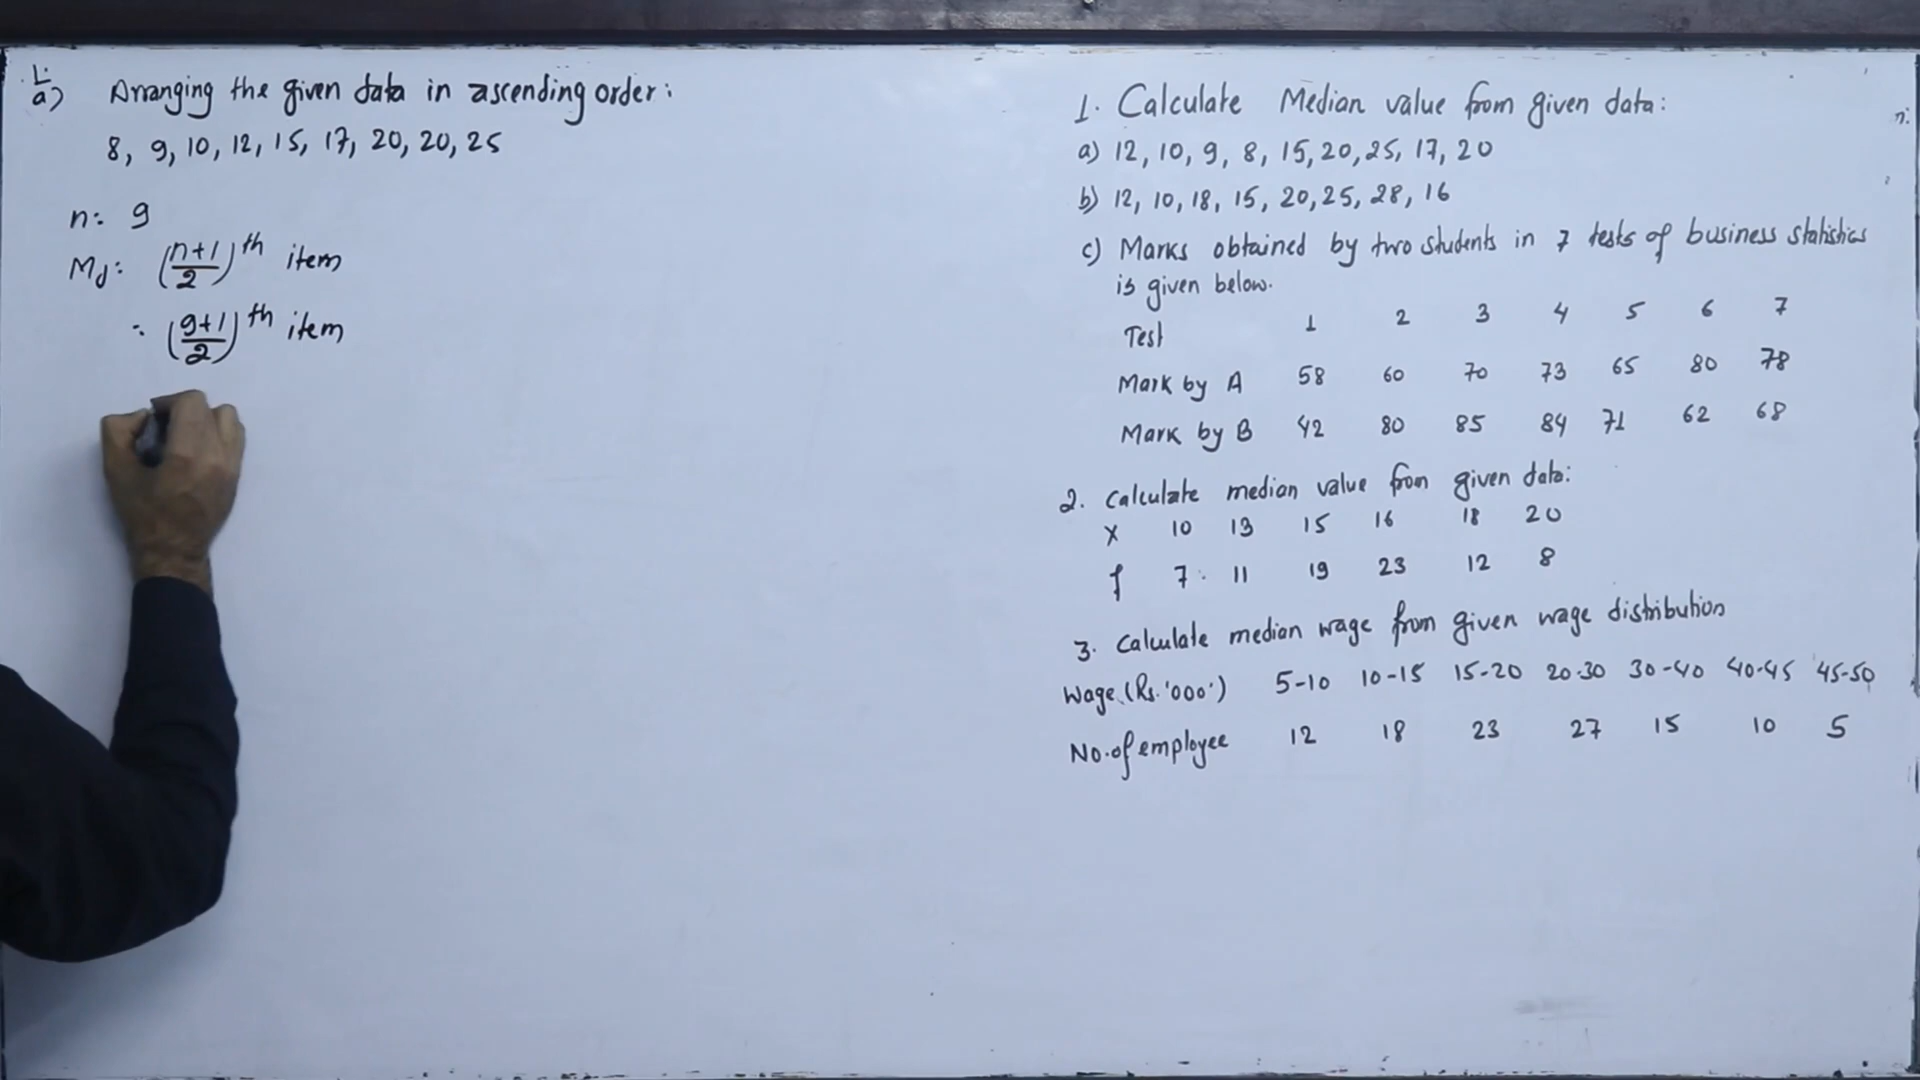 1.
a) Arranging the given data in ascending order:
8, 9, 10, 12, 15, 17, 20, 20, 25
n= 9
Md= (n+1/2)th item
= (9+1/2)th item
1. Calculate Median value from given data:
a) 12, 10, 9, 8, 15, 20, 25, 17, 20
b) 12, 10, 18, 15, 20, 25, 28, 16
c) Marks obtained by two students in 7 tests of business statistics
is given below.
Test 1 2 3 4 5 6 7
Mark by A 58 60 70 73 65 80 78
Mark by B 42 80 85 84 71 62 68
2. Calculate median value from given data:
X 10 13 15 16 18 20
f 7 11 19 23 12 8
3. Calculate median wage from given wage distribution
Wage (Rs. '000') 5-10 10-15 15-20 20-30 30-40 40-45 45-50
No. of employee 12 18 23 27 15 10 5